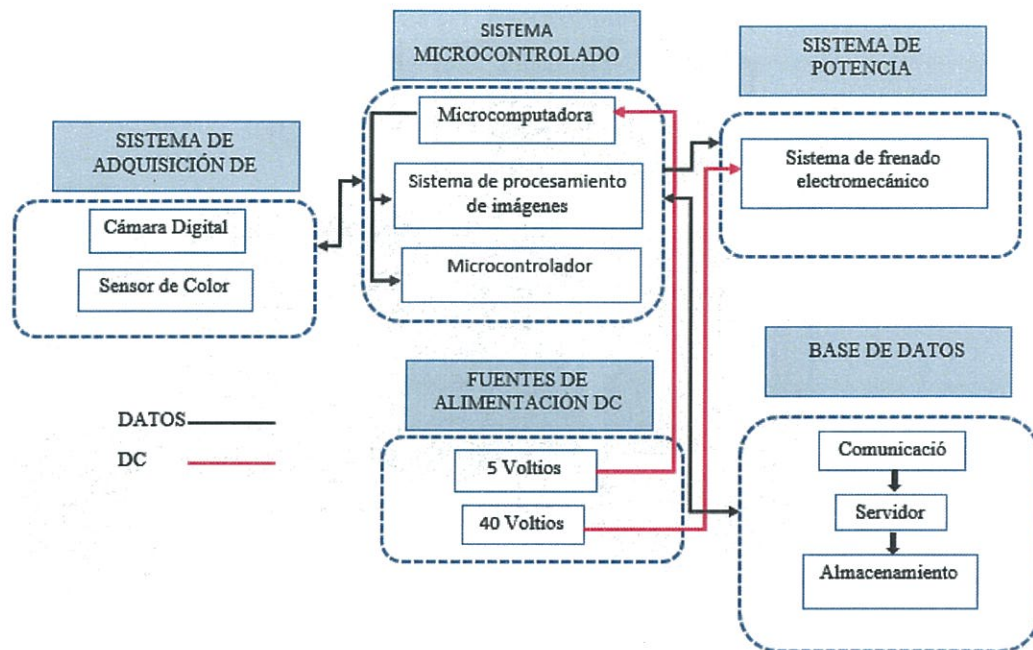 SISTEMA DE
ADQUISICIÓN DE
Cámara Digital
Sensor de Color
SISTEMA
MICROCONTROLADO
Microcomputadora
Sistema de procesamiento
de imágenes
Microcontrolador
SISTEMA DE
POTENCIA
Sistema de frenado
electromecánico
FUENTES DE
ALIMENTACIÓN DC
5 Voltios
40 Voltios
BASE DE DATOS
Comunicació
Servidor
Almacenamiento
DATOS
DC